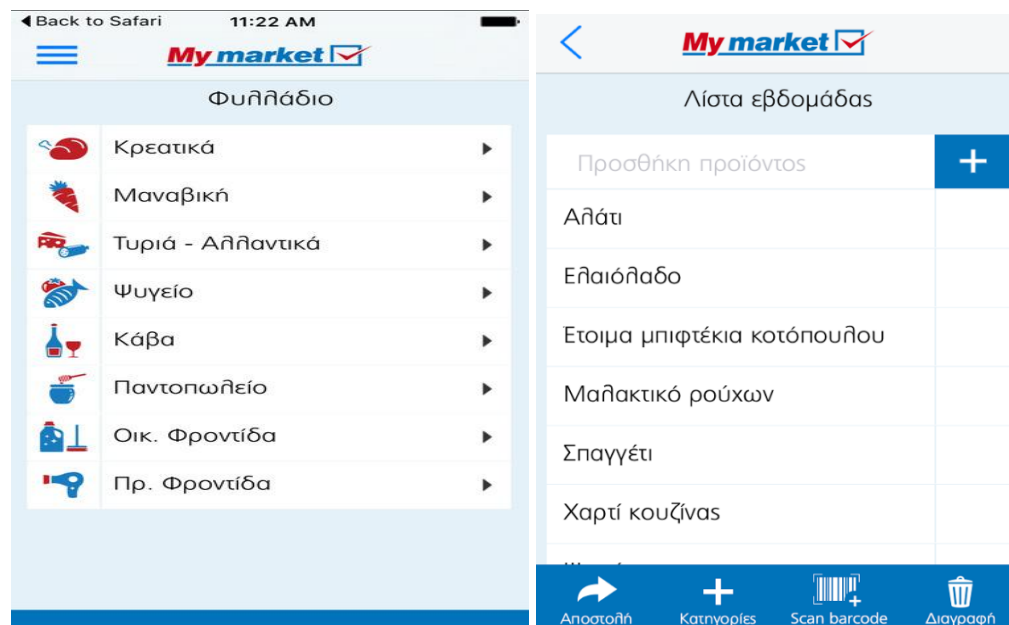 Back to Safari 11:22 AM
My market
Φυλλάδιο
Κρεατικά
Μαναβική
Τυριά - Αλλαντικά
Ψυγείο
Κάβα
Παντοπωλείο
Οικ. Φροντίδα
Πρ. Φροντίδα
My market
Λίστα εβδομάδας
Προσθήκη προϊόντος
Αλάτι
Ελαιόλαδο
Έτοιμα μπιφτέκια κοτόπουλου
Μαλακτικό ρούχων
Σπαγγέτι
Χαρτί κουζίνας
Αποστολή Κατηγορίες Scan barcode Διαγραφή